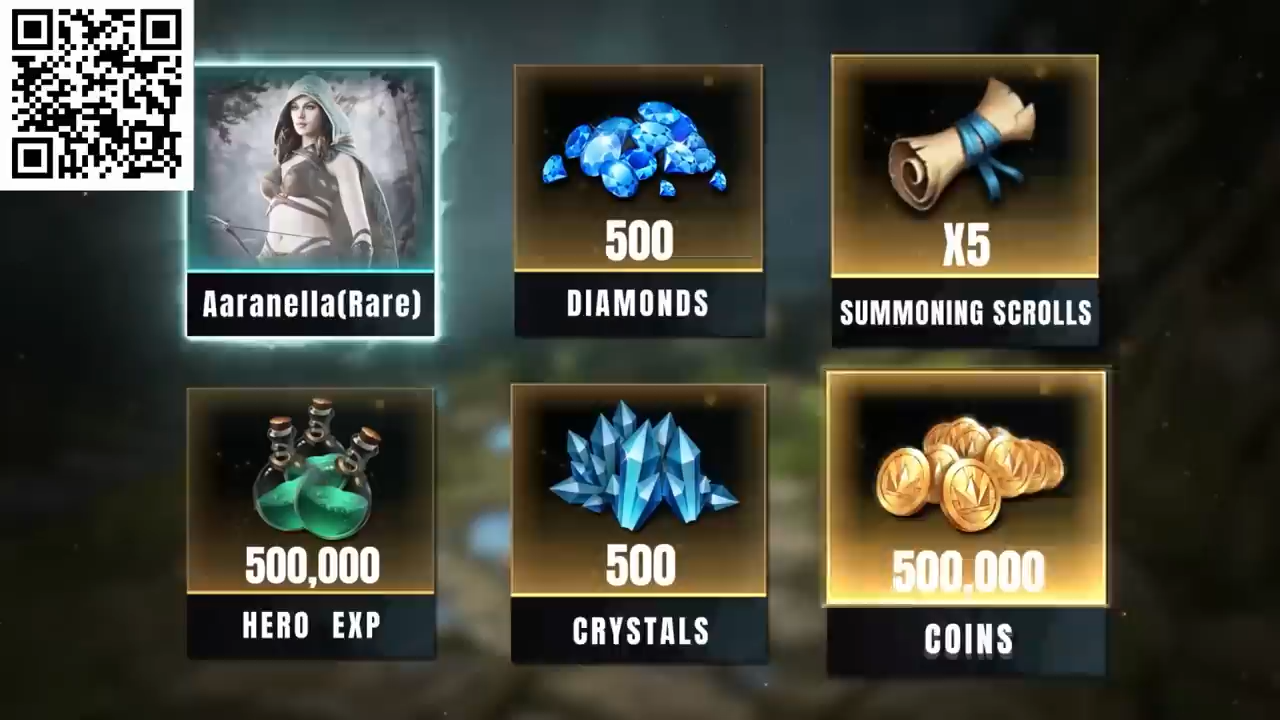 Aaranella(Rare)
500
DIAMONDS
X5
SUMMONING SCROLLS
500,000
HERO EXP
500
CRYSTALS
500.000
COINS